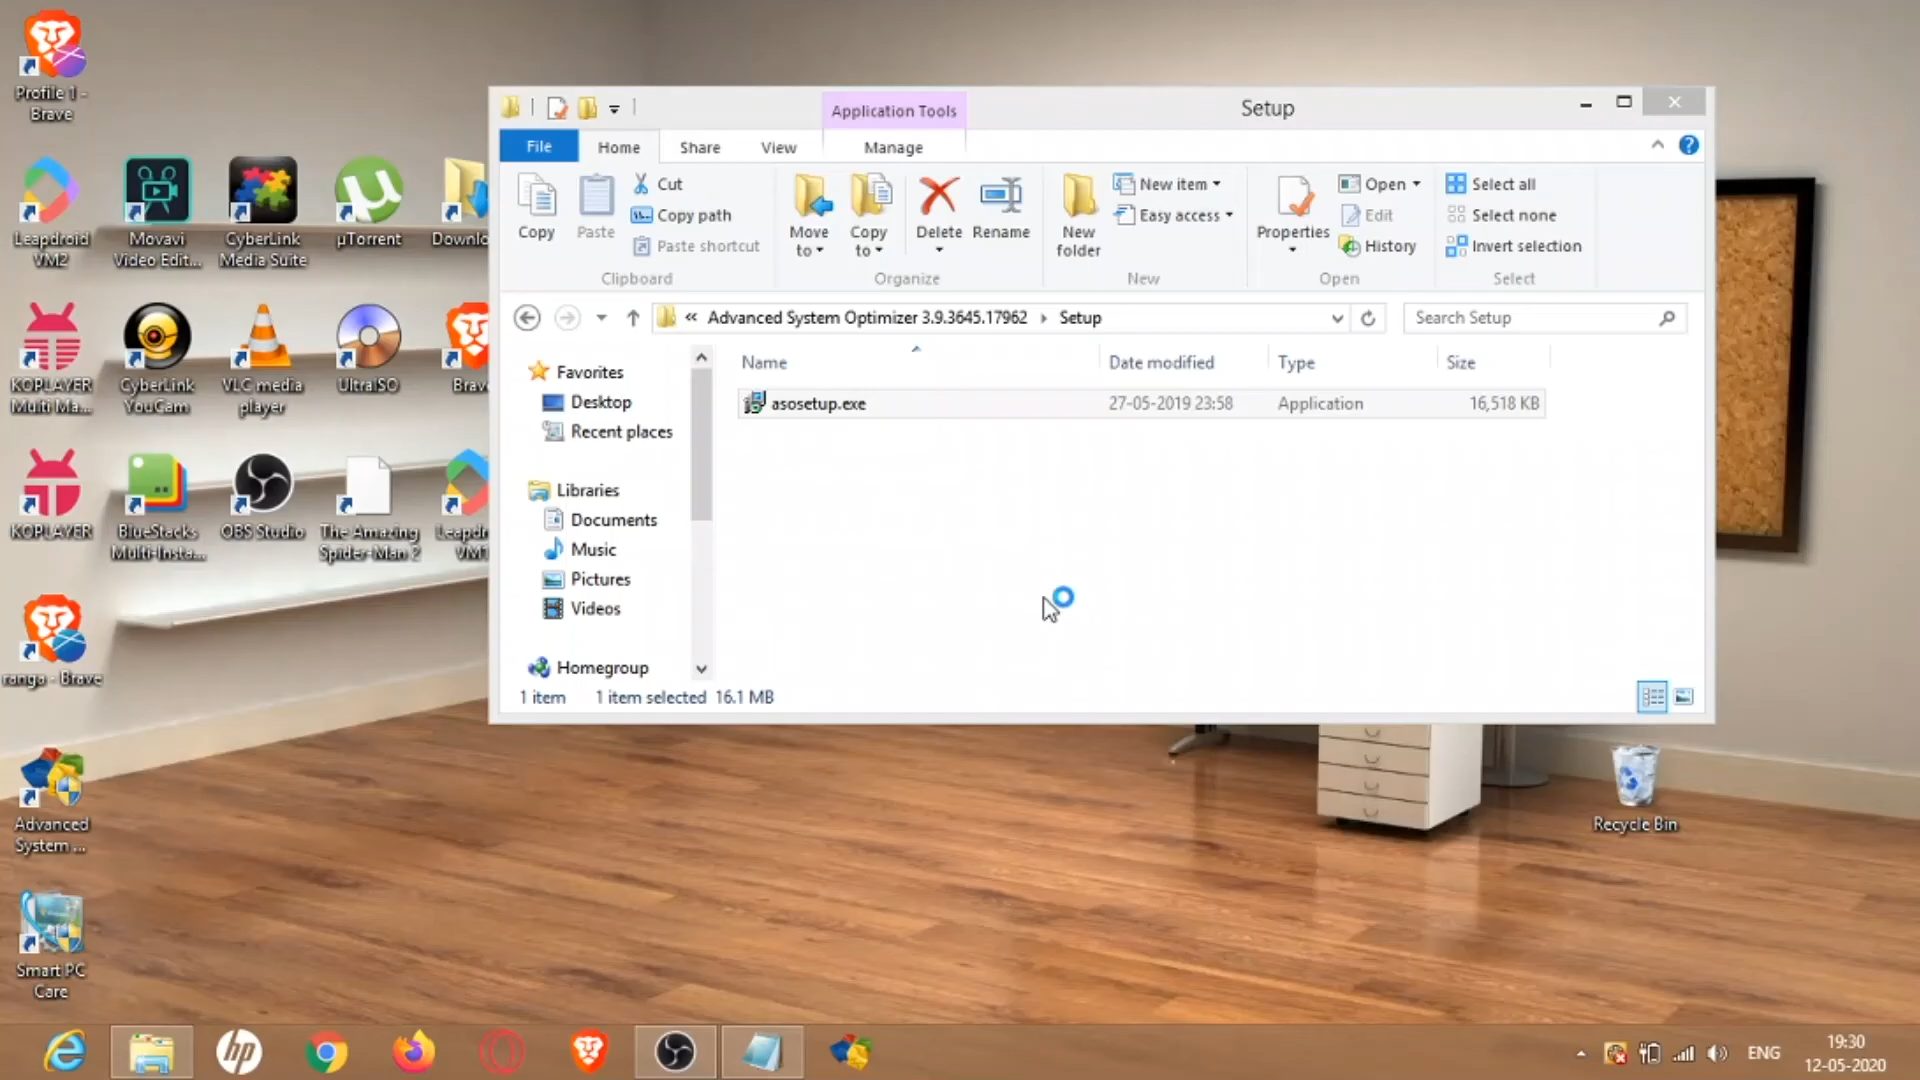 Profile 1 -
Brave
Leapdroid
VM2
Movavi
Video Edit...
CyberLink
Media Suite
µTorrent
Downlo
KOPLAYER
Multi Ma...
CyberLink
YouCam
VLC media
player
UltraISO
Brave
KOPLAYER
BlueStacks
Multi-Insta...
OBS Studio
The Amazing
Spider-Man 2
Leapdr
VM1
ranga - Brave
Advanced
System ...
Smart PC
Care
Recycle Bin
Application Tools
Setup
File
Home
Share
View
Manage
Copy
Paste
Cut
Copy path
Paste shortcut
Clipboard
Move
to
Copy
to
Delete
Rename
Organize
New
folder
New item
Easy access
New
Properties
Open
Edit
History
Open
Select all
Select none
Invert selection
Select
« Advanced System Optimizer 3.9.3645.17962
Setup
Search Setup
Favorites
Desktop
Recent places
Libraries
Documents
Music
Pictures
Videos
Homegroup
Name
Date modified
Type
Size
asosetup.exe
27-05-2019 23:58
Application
16,518 KB
1 item
1 item selected 16.1 MB
hp
ENG
19:30
12-05-2020